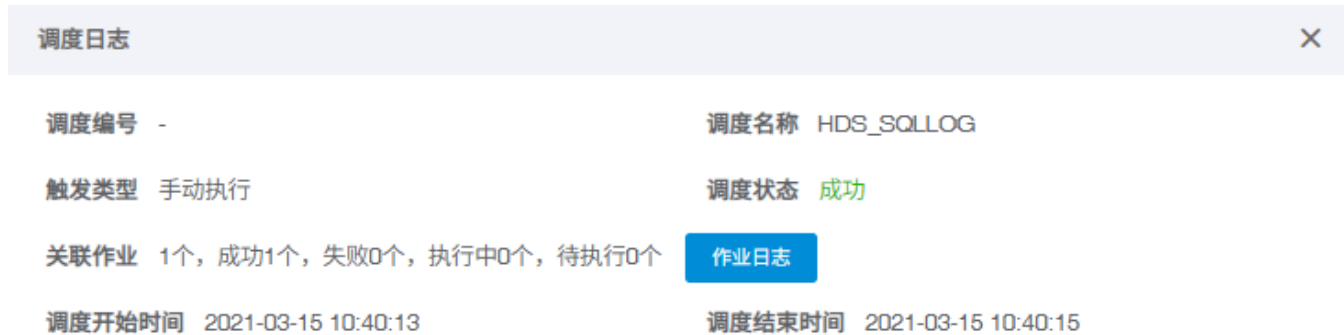 调度日志
调度编号 - 调度名称 HDS_SQLLOG
触发类型 手动执行 调度状态 成功
关联作业 1个，成功1个，失败0个，执行中0个，待执行0个 作业日志
调度开始时间 2021-03-15 10:40:13 调度结束时间 2021-03-15 10:40:15